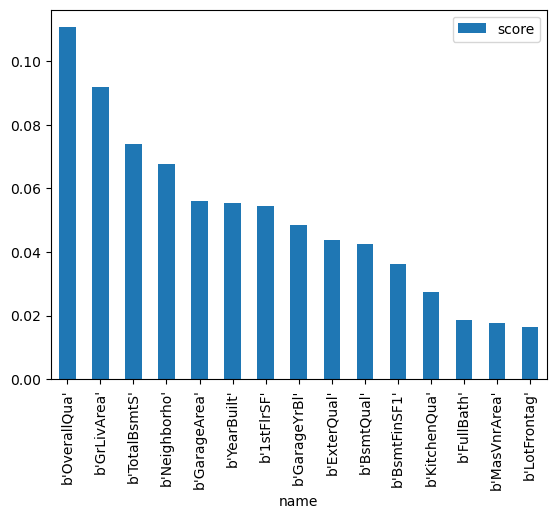 score
0.10
0.08
0.06
0.04
0.02
0.00
b'OverallQua'
b'GrLivArea'
b'TotalBsmtS'
b'Neighborho'
b'GarageArea'
b'YearBuilt'
b'1stFlrSF'
b'GarageYrBl'
b'ExterQual'
b'BsmtQual'
b'BsmtFinSF1'
b'KitchenQua'
b'FullBath'
b'MasVnrArea'
b'LotFrontag'
name